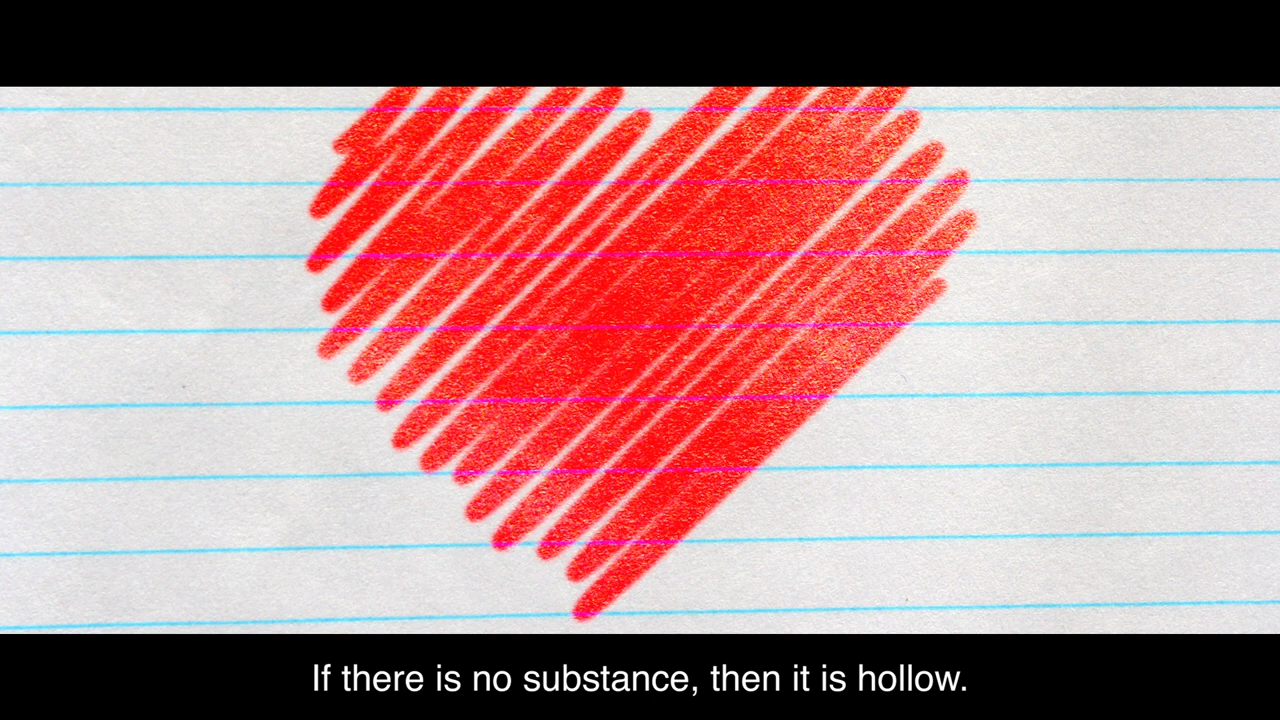 If there is no substance, then it is hollow.